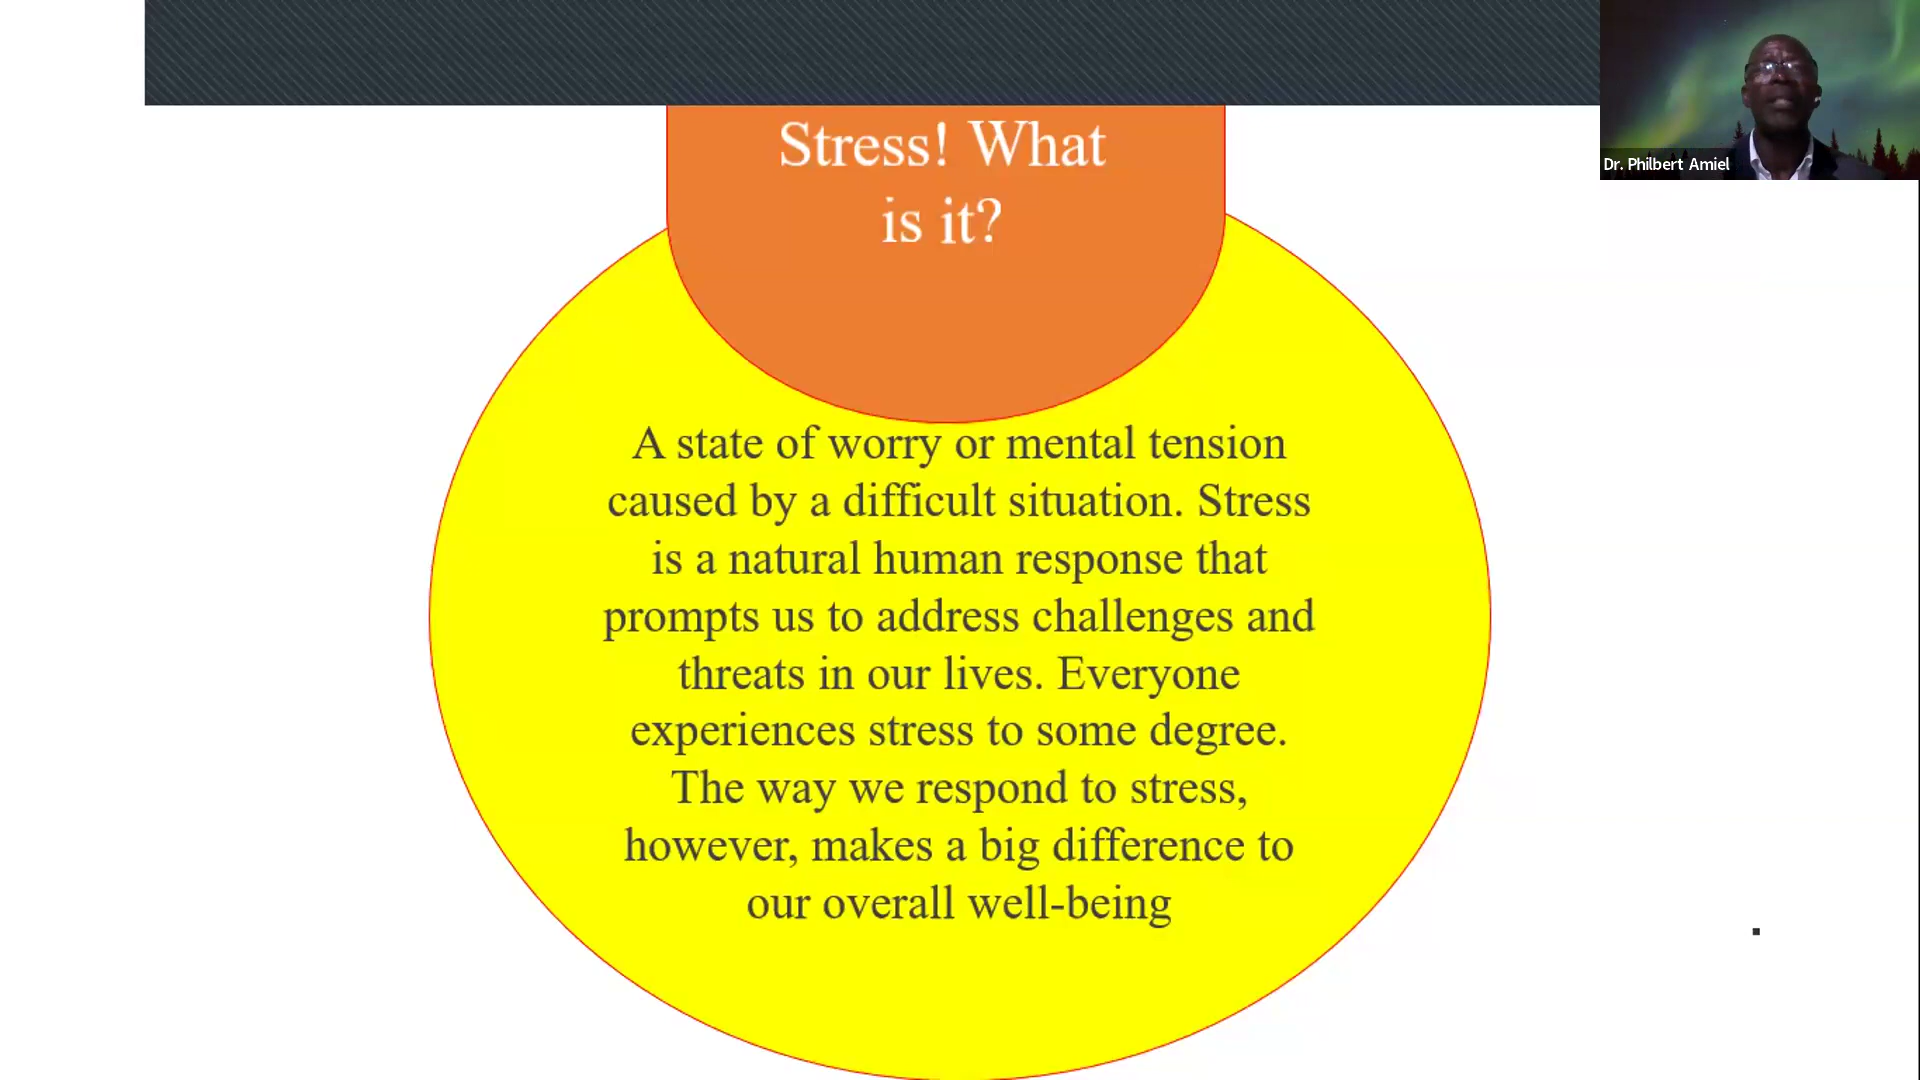 Stress! What
is it?
Dr. Philbert Amiel
A state of worry or mental tension
caused by a difficult situation. Stress
is a natural human response that
prompts us to address challenges and
threats in our lives. Everyone
experiences stress to some degree.
The way we respond to stress,
however, makes a big difference to
our overall well-being